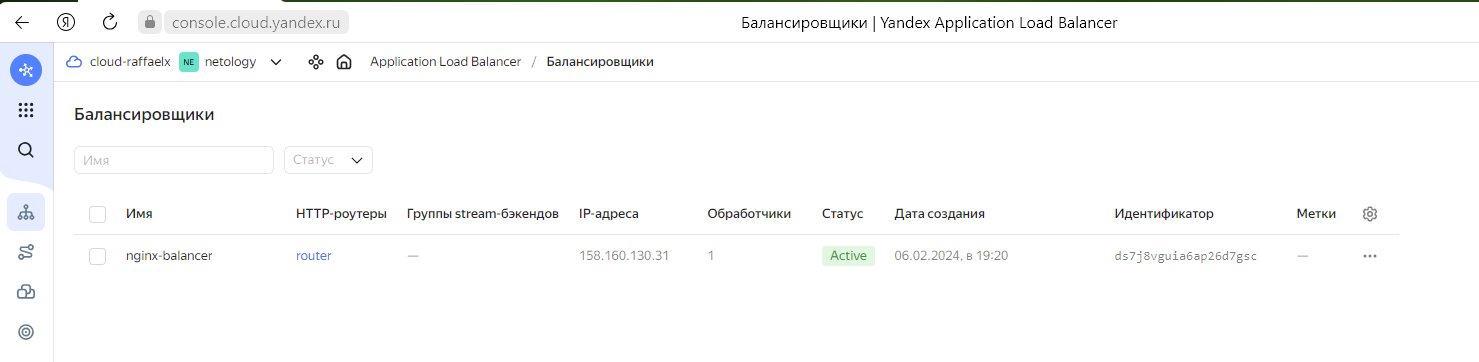 console.cloud.yandex.ru Балансировщики | Yandex Application Load Balancer
cloud-raffaelx NE netology Application Load Balancer / Балансировщики
Балансировщики
Имя Статус
Имя HTTP-роутеры Группы stream-бэкендов IP-адреса Обработчики Статус Дата создания Идентификатор Метки
nginx-balancer router — 158.160.130.31 1 Active 06.02.2024, в 19:20 ds7j8vguia6ap26d7gsc —